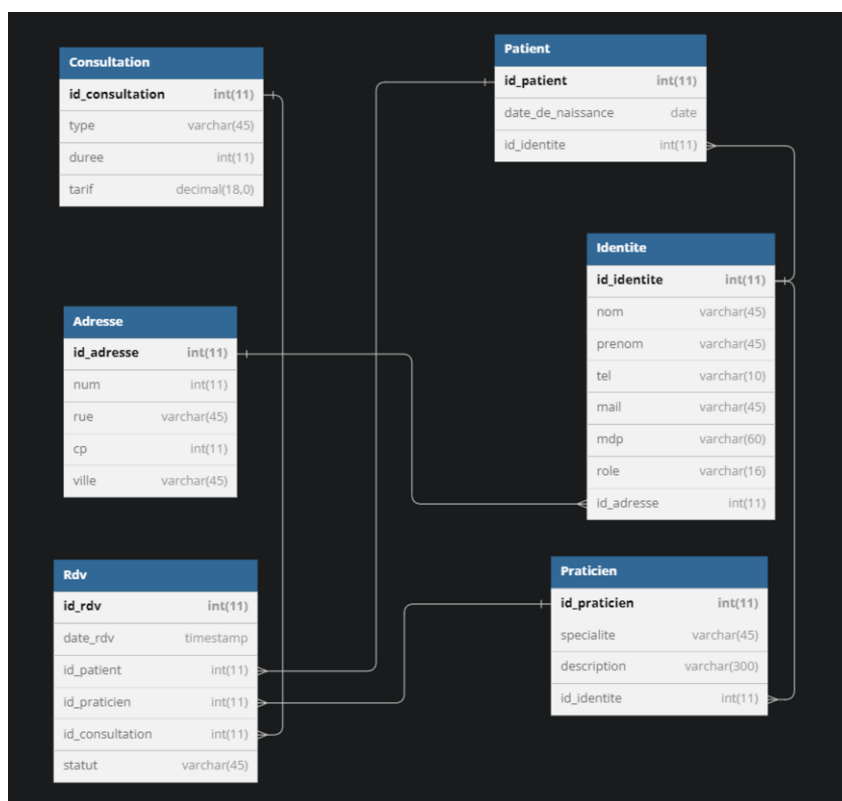 Consultation
id_consultation int(11)
type varchar(45)
duree int(11)
tarif decimal(18,0)
Patient
id_patient int(11)
date_de_naissance date
id_identite int(11)
Identite
id_identite int(11)
nom varchar(45)
prenom varchar(45)
tel varchar(10)
mail varchar(45)
mdp varchar(60)
role varchar(16)
id_adresse int(11)
Adresse
id_adresse int(11)
num int(11)
rue varchar(45)
cp int(11)
ville varchar(45)
Rdv
id_rdv int(11)
date_rdv timestamp
id_patient int(11)
id_praticien int(11)
id_consultation int(11)
statut varchar(45)
Praticien
id_praticien int(11)
specialite varchar(45)
description varchar(300)
id_identite int(11)